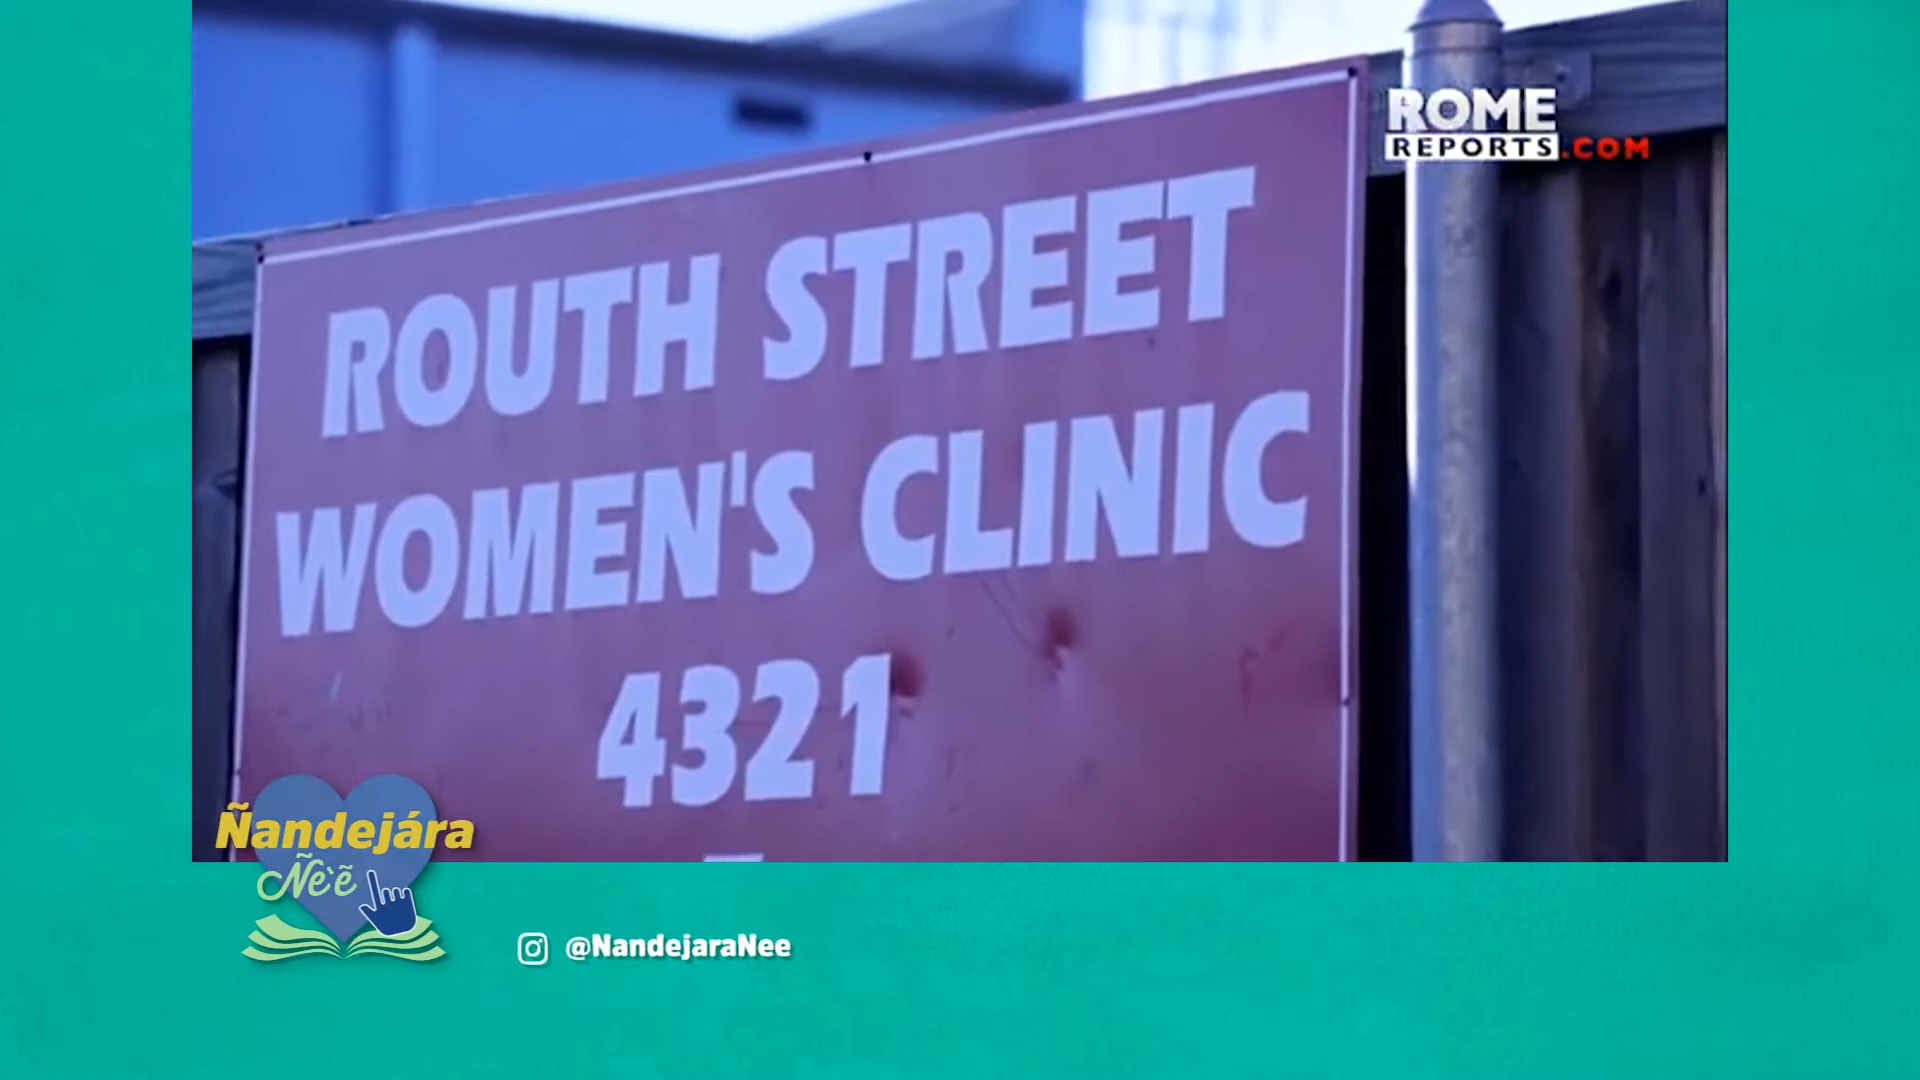 ROME
REPORTS.COM
ROUTH STREET
WOMEN'S CLINIC
4321
Ñandejára
Ñe'ẽ
@NandejaraNee